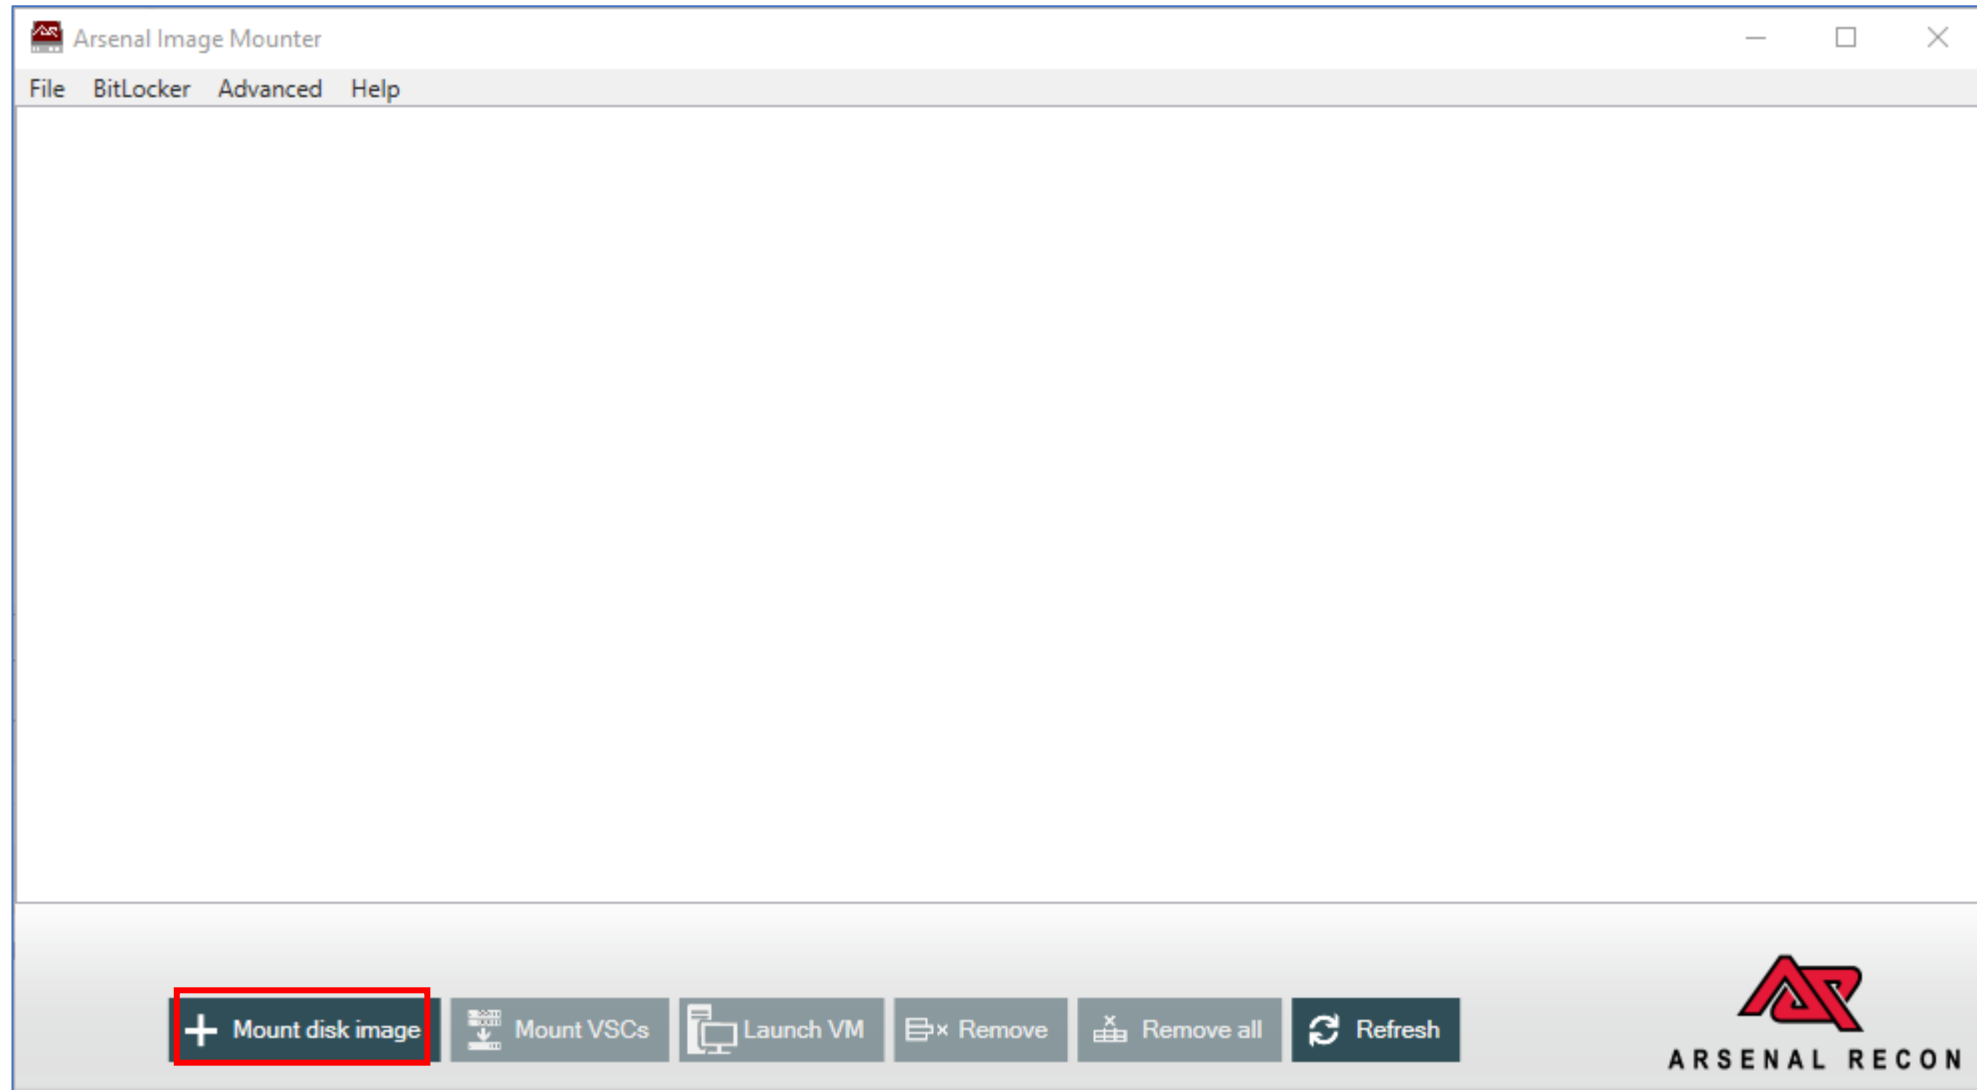 Arsenal Image Mounter
File BitLocker Advanced Help
Mount disk image Mount VSCs Launch VM Remove Remove all Refresh
ARSENAL RECON